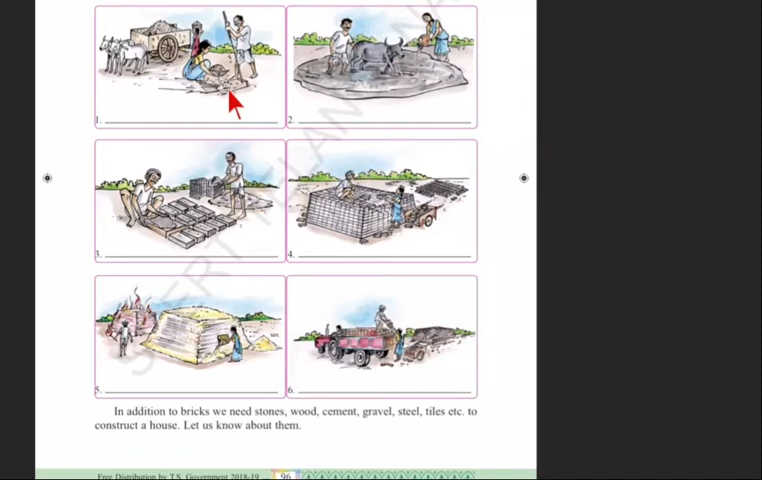 1.
2.
3.
4.
5.
6.
In addition to bricks we need stones, wood, cement, gravel, steel, tiles etc. to
construct a house. Let us know about them.
Free Distribution by T.S. Government 2018-19
96